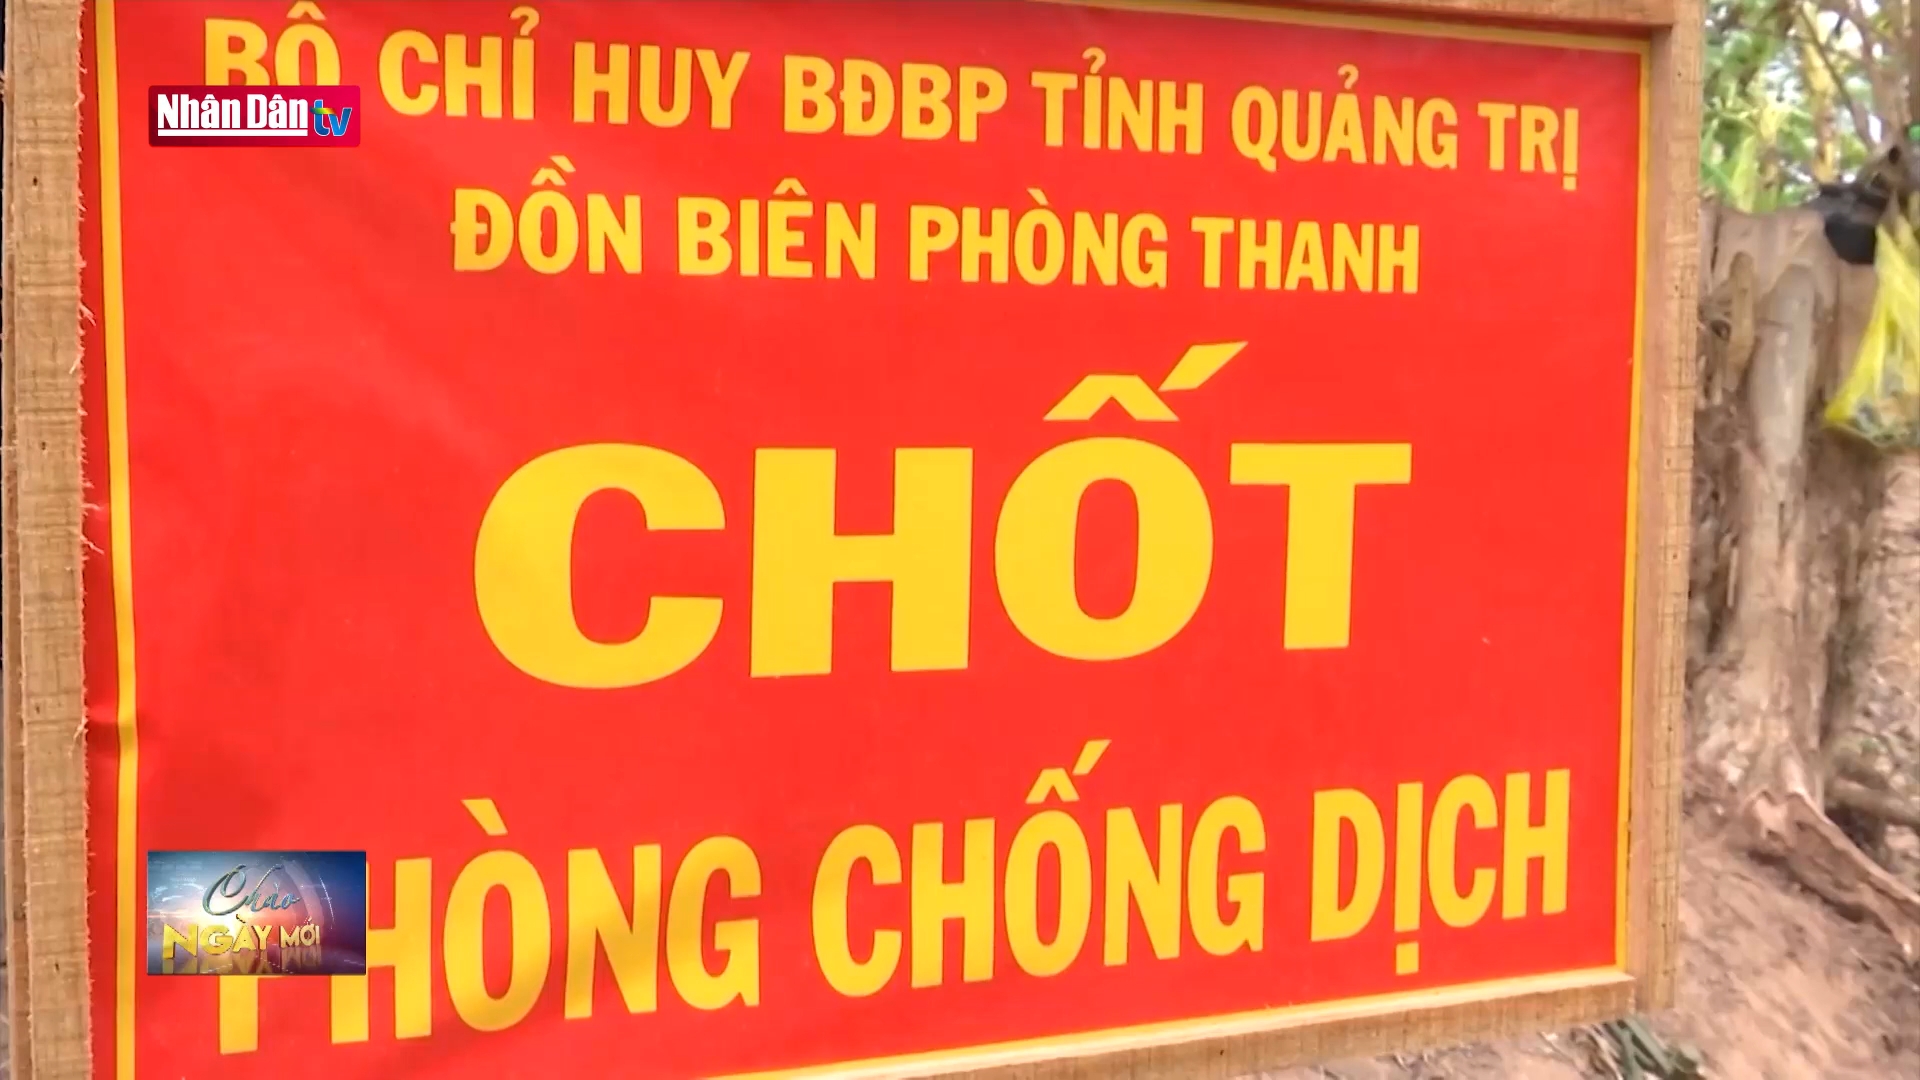 BỘ CHỈ HUY BĐBP TỈNH QUẢNG TRỊ
Nhân Dân tv
ĐỒN BIÊN PHÒNG THANH
CHỐT
PHÒNG CHỐNG DỊCH
Chào
NGÀY MỚI